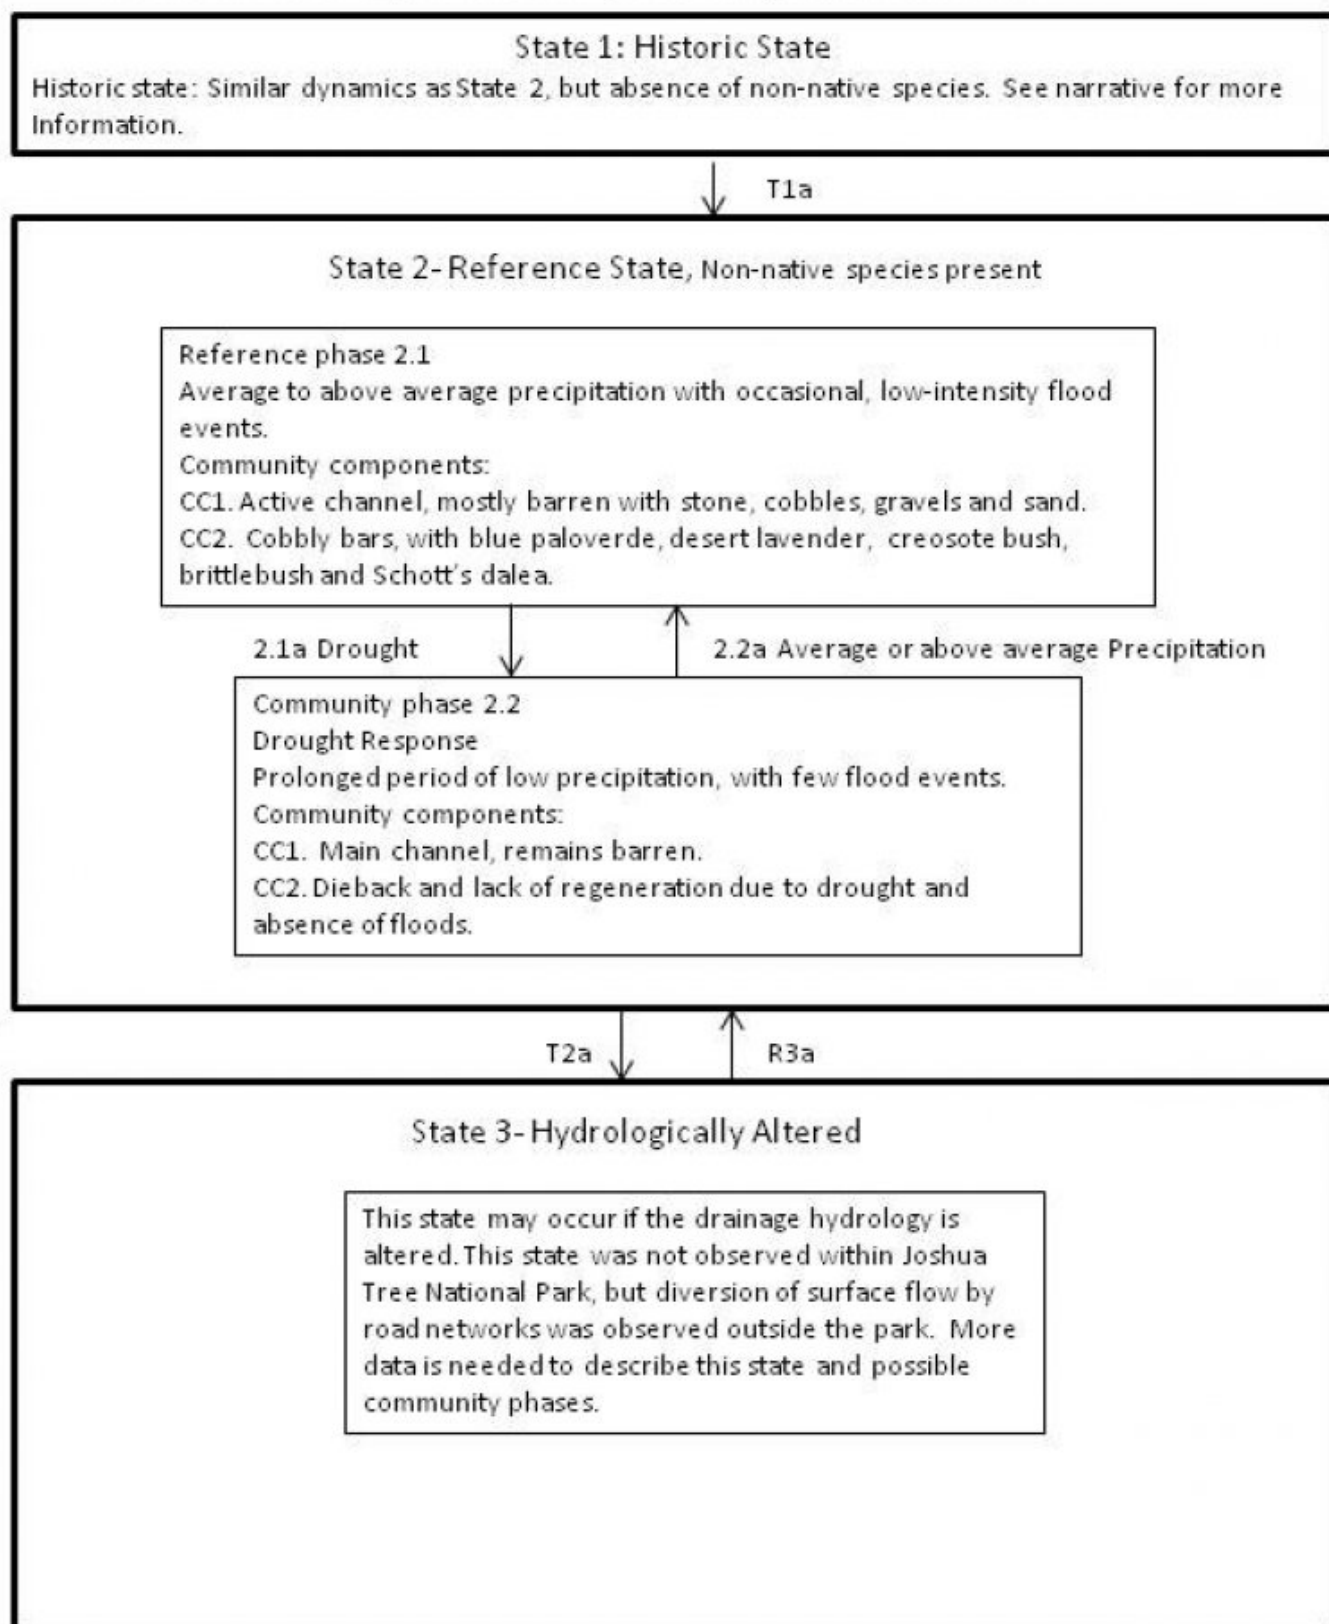 State 1: Historic State
Historic state: Similar dynamics as State 2, but absence of non-native species. See narrative for more
Information.
T1a
State 2- Reference State, Non-native species present
Reference phase 2.1
Average to above average precipitation with occasional, low-intensity flood
events.
Community components:
CC1. Active channel, mostly barren with stone, cobbles, gravels and sand.
CC2. Cobbly bars, with blue paloverde, desert lavender, creosote bush,
brittlebush and Schott's dalea.
2.1a Drought
2.2a Average or above average Precipitation
Community phase 2.2
Drought Response
Prolonged period of low precipitation, with few flood events.
Community components:
CC1. Main channel, remains barren.
CC2. Dieback and lack of regeneration due to drought and
absence of floods.
T2a
R3a
State 3- Hydrologically Altered
This state may occur if the drainage hydrology is
altered. This state was not observed within Joshua
Tree National Park, but diversion of surface flow by
road networks was observed outside the park. More
data is needed to describe this state and possible
community phases.